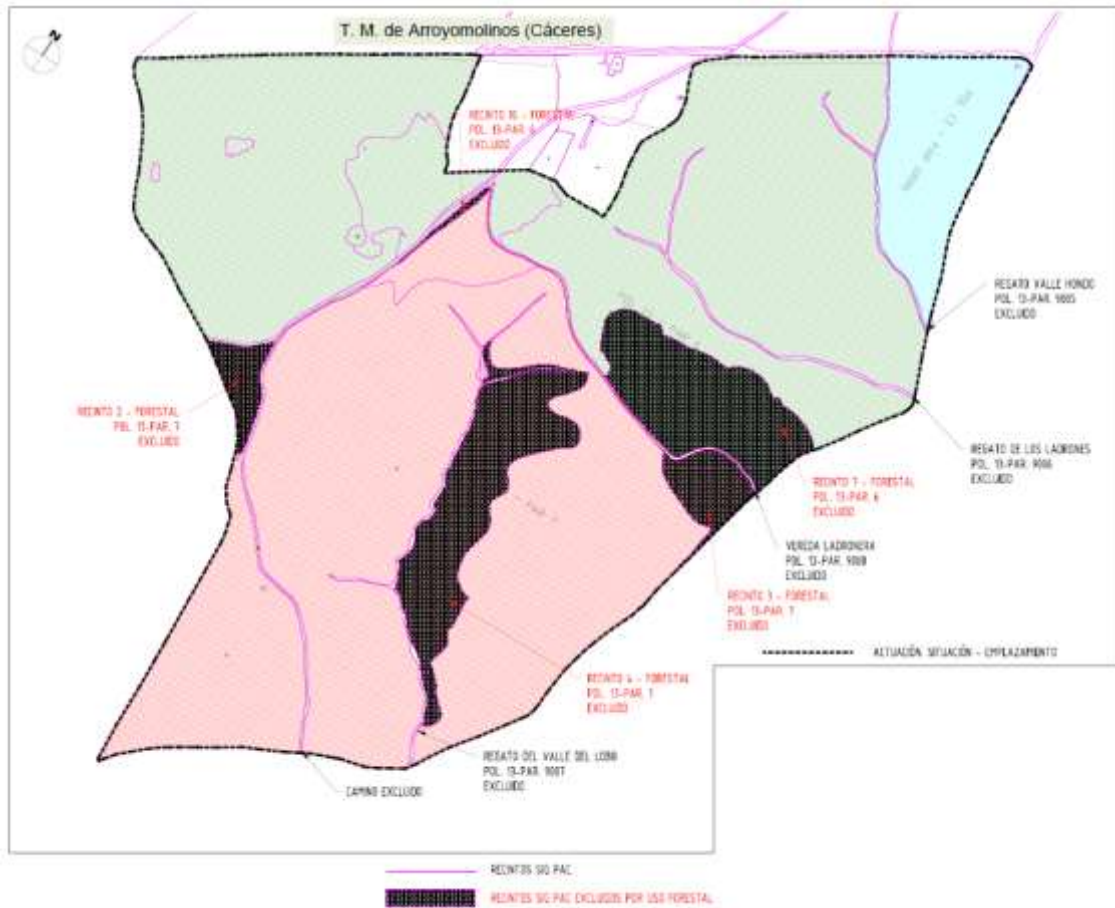 T. M. de Arroyomolinos (Cáceres)
N
RECINTO 10 - FORESTAL
POL. 13-PAR. 6
EXCLUIDO
REGATO VALLE HONDO
POL. 13-PAR. 9005
EXCLUIDO
RECINTO 2 - FORESTAL
POL. 13-PAR. 7
EXCLUIDO
REGATO DE LOS LADRONES
POL. 13-PAR. 9006
EXCLUIDO
RECINTO 7 - FORESTAL
POL. 13-PAR. 6
EXCLUIDO
VEREDA LADRONERA
POL. 13-PAR. 9008
EXCLUIDO
RECINTO 3 - FORESTAL
POL. 13-PAR. 7
EXCLUIDO
ACTUACIÓN. SITUACIÓN - EMPLAZAMIENTO
RECINTO 4 - FORESTAL
POL. 13-PAR. 7
EXCLUIDO
REGATO DEL VALLE DEL LOBO
POL. 13-PAR. 9007
EXCLUIDO
CAMINO EXCLUIDO
RECINTOS SIG PAC
RECINTOS SIG PAC EXCLUIDOS POR USO FORESTAL